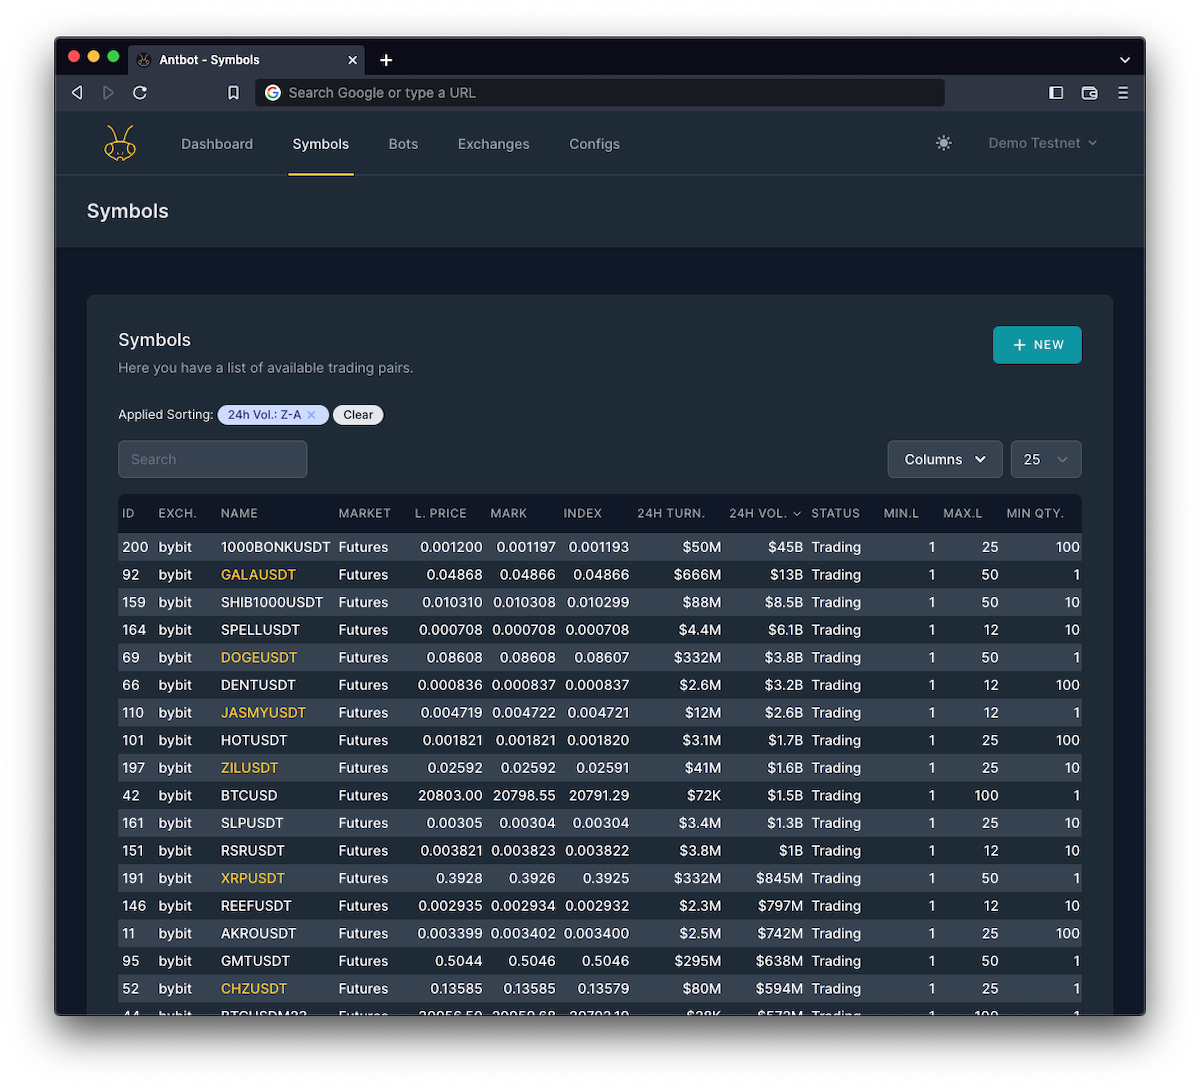 Antbot - Symbols
Search Google or type a URL
Dashboard Symbols Bots Exchanges Configs Demo Testnet
Symbols
Symbols
Here you have a list of available trading pairs.
+ NEW
Applied Sorting: 24h Vol.: Z-A × Clear
Search Columns 25
ID EXCH. NAME MARKET L. PRICE MARK INDEX 24H TURN. 24H VOL. STATUS MIN.L MAX.L MIN QTY.
200 bybit 1000BONKUSDT Futures 0.001200 0.001197 0.001193 $50M $45B Trading 1 25 100
92 bybit GALAUSDT Futures 0.04868 0.04866 0.04866 $666M $13B Trading 1 50 1
159 bybit SHIB1000USDT Futures 0.010310 0.010308 0.010299 $88M $8.5B Trading 1 50 10
164 bybit SPELLUSDT Futures 0.000708 0.000708 0.000708 $4.4M $6.1B Trading 1 12 10
69 bybit DOGEUSDT Futures 0.08608 0.08608 0.08607 $332M $3.8B Trading 1 50 1
66 bybit DENTUSDT Futures 0.000836 0.000837 0.000837 $2.6M $3.2B Trading 1 12 100
110 bybit JASMYUSDT Futures 0.004719 0.004722 0.004721 $12M $2.6B Trading 1 12 1
101 bybit HOTUSDT Futures 0.001821 0.001821 0.001820 $3.1M $1.7B Trading 1 25 100
197 bybit ZILUSDT Futures 0.02592 0.02592 0.02591 $41M $1.6B Trading 1 25 10
42 bybit BTCUSD Futures 20803.00 20798.55 20791.29 $72K $1.5B Trading 1 100 1
161 bybit SLPUSDT Futures 0.00305 0.00304 0.00304 $3.4M $1.3B Trading 1 25 10
151 bybit RSRUSDT Futures 0.003821 0.003823 0.003822 $3.8M $1B Trading 1 12 10
191 bybit XRPUSDT Futures 0.3928 0.3926 0.3925 $332M $845M Trading 1 50 1
146 bybit REEFUSDT Futures 0.002935 0.002934 0.002932 $2.3M $797M Trading 1 12 10
11 bybit AKROUSDT Futures 0.003399 0.003402 0.003400 $2.5M $742M Trading 1 25 100
95 bybit GMTUSDT Futures 0.5044 0.5046 0.5046 $295M $638M Trading 1 50 1
52 bybit CHZUSDT Futures 0.13585 0.13585 0.13579 $80M $594M Trading 1 25 1
44 bybit Futures Trading 1 100 1